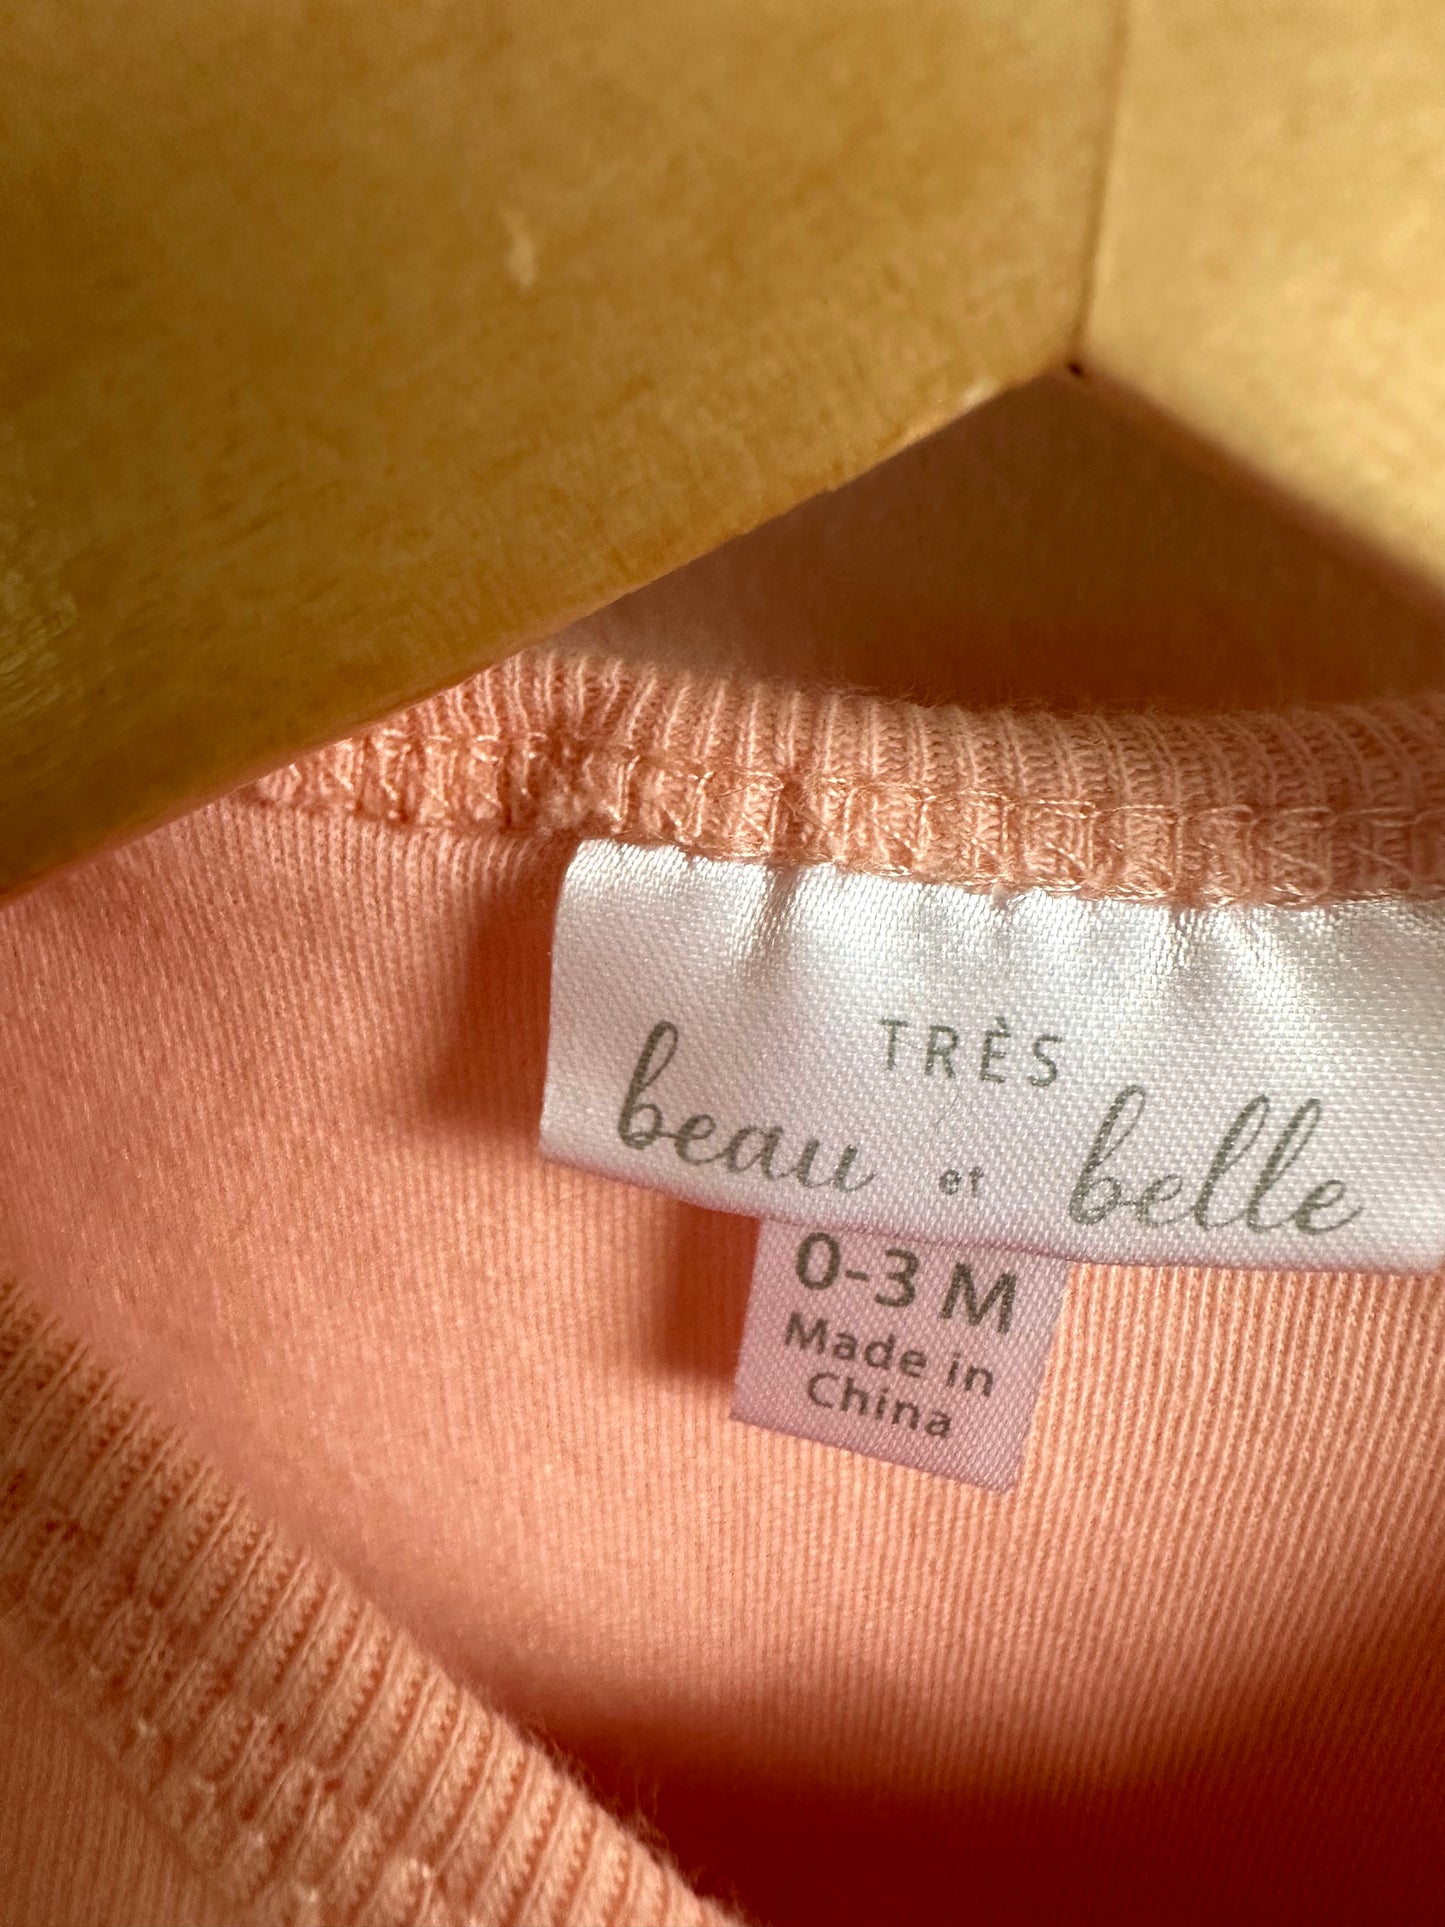 TRÈS
beau et belle
0-3 M
Made in
China